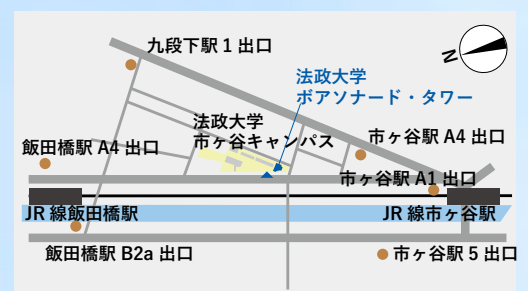 九段下駅 1 出口
N
法政大学
ボアソナード・タワー
法政大学
市ヶ谷キャンパス
飯田橋駅 A4 出口
市ヶ谷駅 A4 出口
市ヶ谷駅 A1 出口
JR 線飯田橋駅
JR 線市ヶ谷駅
飯田橋駅 B2a 出口
市ヶ谷駅 5 出口